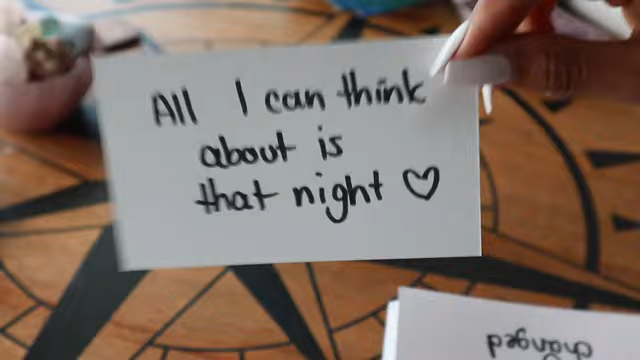 All I can think
about is
that night ♡
changed